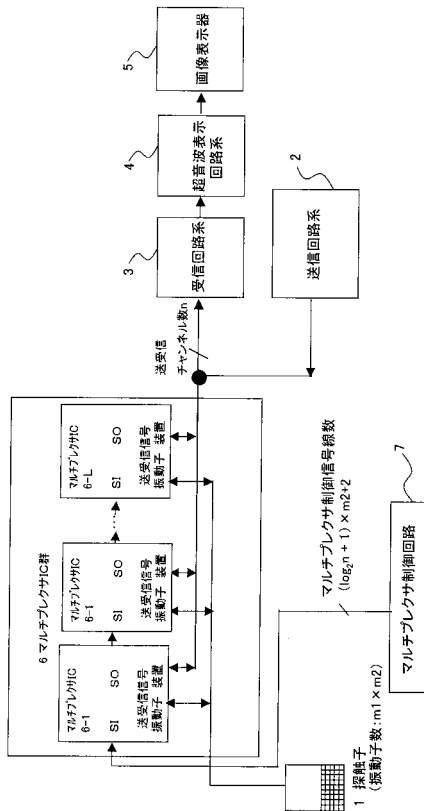 6 マルチプレクサIC群
マルチプレクサIC
6-1
SI SO
送受信信号
振動子 装置
マルチプレクサIC
6-1
SI SO
送受信信号
振動子 装置
…
マルチプレクサIC
6-L
SI SO
送受信信号
振動子 装置
送受信
チャンネル数n
3
受信回路系
4
超音波表示
回路系
5
画像表示器
2
送信回路系
1 探触子
(振動子数:m1×m2)
マルチプレクサ制御信号線数
(log₂n+1)×m2+2
7
マルチプレクサ制御回路